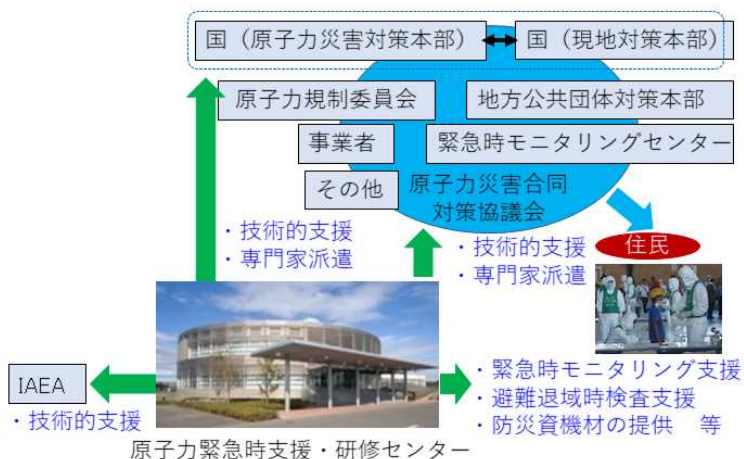 国（原子力災害対策本部）
国（現地対策本部）
原子力規制委員会
地方公共団体対策本部
事業者
緊急時モニタリングセンター
その他
原子力災害合同
対策協議会
・技術的支援
・専門家派遣
・技術的支援
・専門家派遣
住民
IAEA
・技術的支援
・緊急時モニタリング支援
・避難退域時検査支援
・防災資機材の提供　等
原子力緊急時支援・研修センター